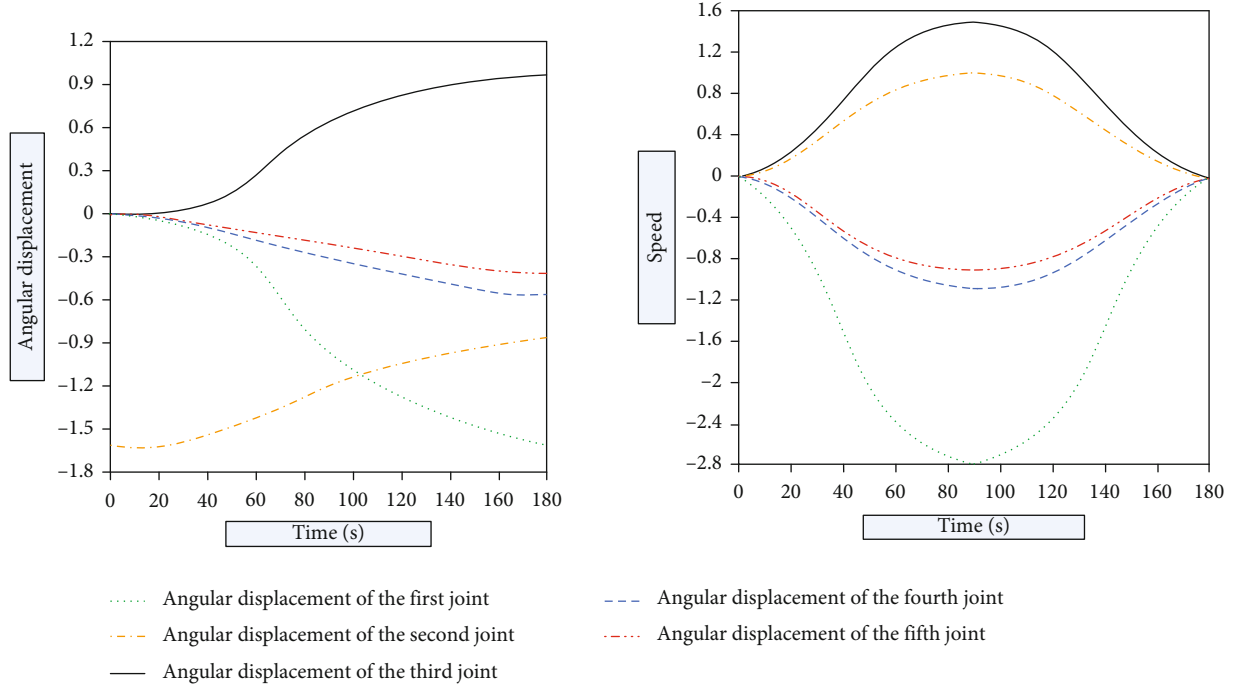 Angular displacement
1.2
0.9
0.6
0.3
0
−0.3
−0.6
−0.9
−1.2
−1.5
−1.8
0 20 40 60 80 100 120 140 160 180
Time (s)
Speed
1.6
1.2
0.8
0.4
0
−0.4
−0.8
−1.2
−1.6
−2
−2.4
−2.8
0 20 40 60 80 100 120 140 160 180
Time (s)
Angular displacement of the first joint
Angular displacement of the second joint
Angular displacement of the third joint
Angular displacement of the fourth joint
Angular displacement of the fifth joint